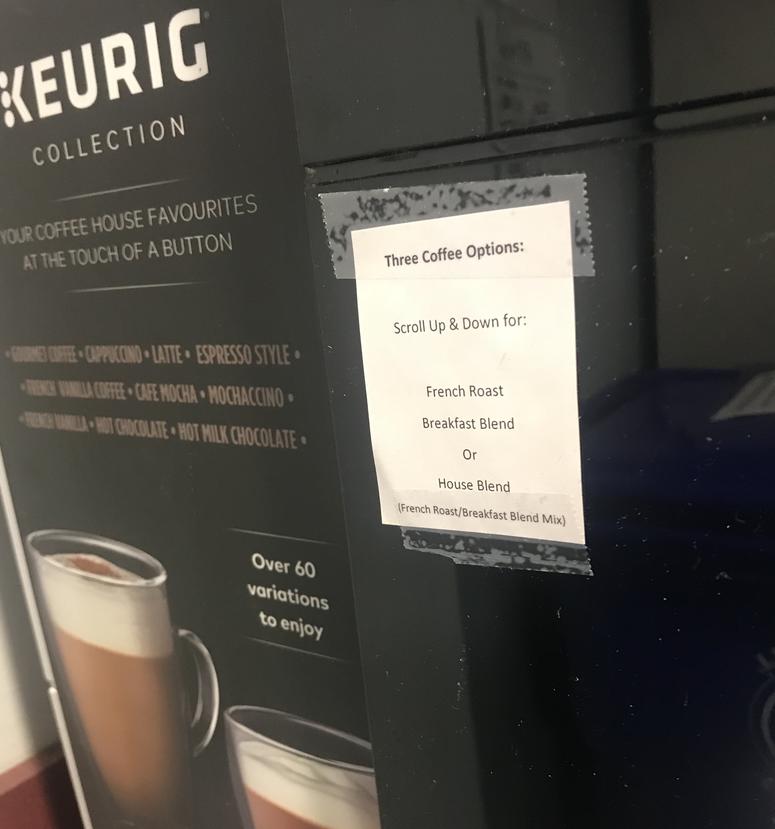 KEURIG
COLLECTION
YOUR COFFEE HOUSE FAVOURITES
AT THE TOUCH OF A BUTTON
• GOURMET COFFEE • CAPPUCCINO • LATTE • ESPRESSO STYLE •
• FRENCH VANILLA COFFEE • CAFE MOCHA • MOCHACCINO •
• FRENCH VANILLA • HOT CHOCOLATE • HOT MILK CHOCOLATE •
Over 60
variations
to enjoy
Three Coffee Options:
Scroll Up & Down for:
French Roast
Breakfast Blend
Or
House Blend
(French Roast/Breakfast Blend Mix)